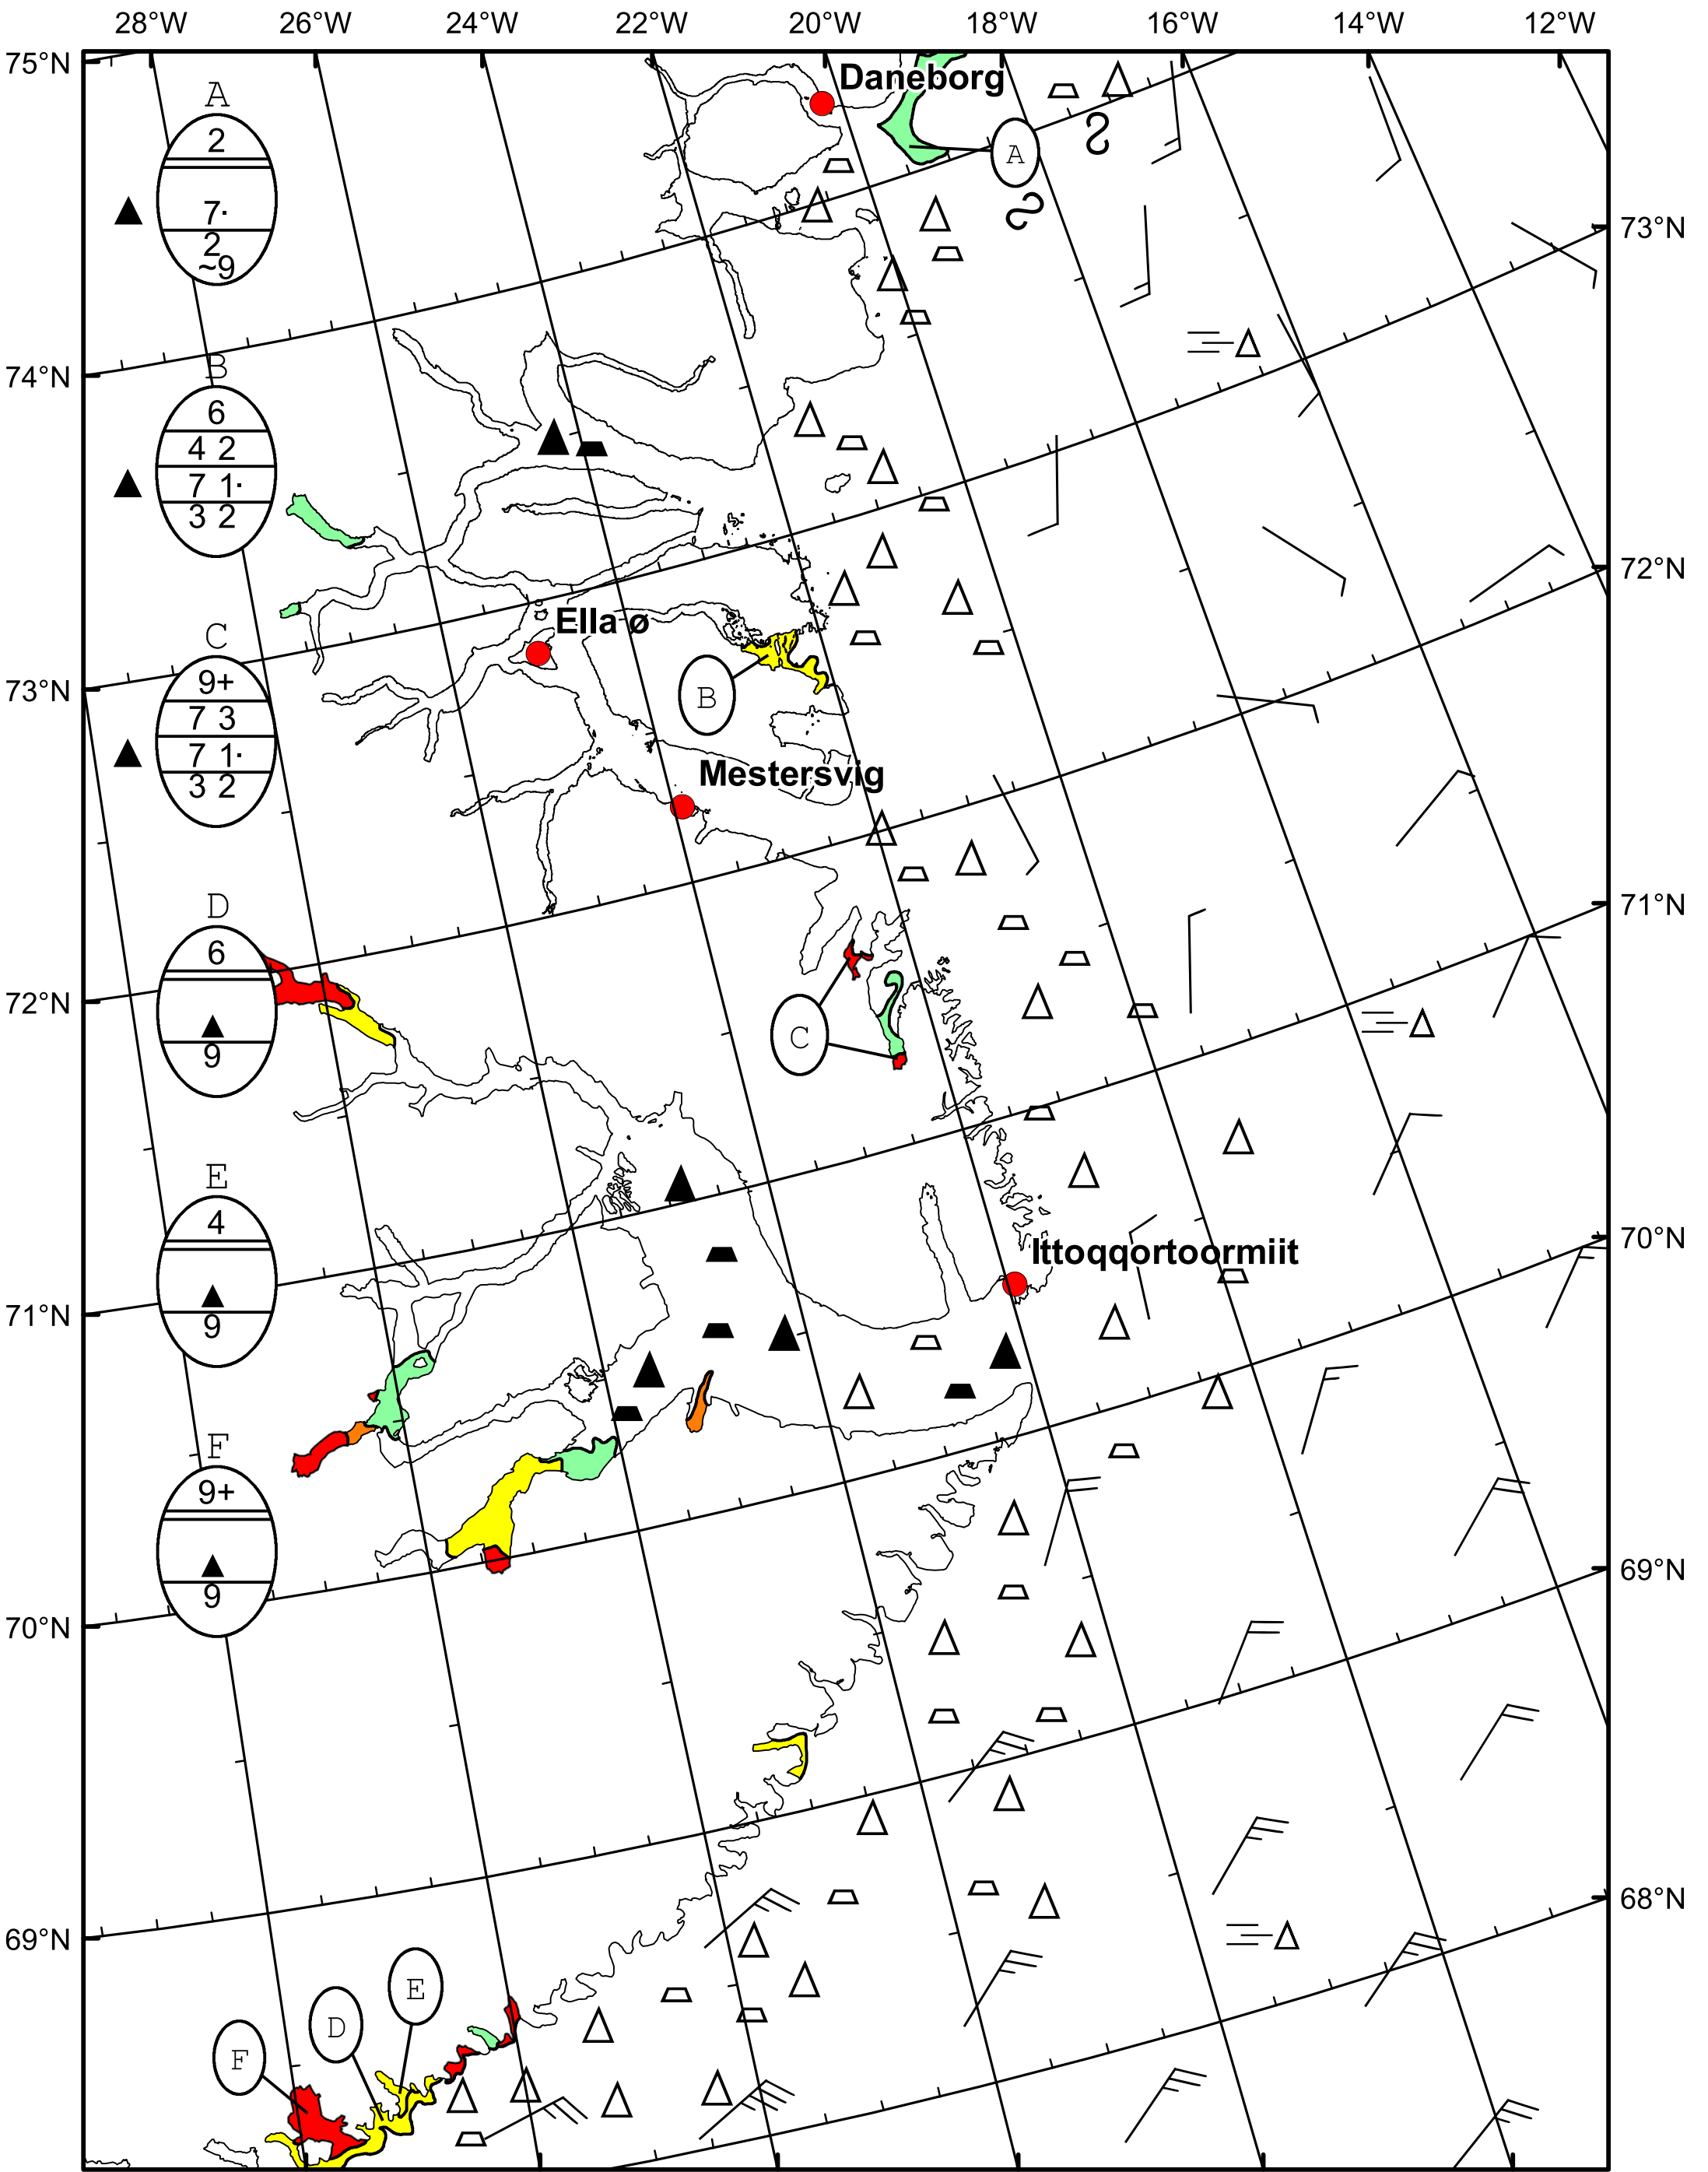 28°W 26°W 24°W 22°W 20°W 18°W 16°W 14°W 12°W
75°N
Daneborg
A
2
7·
2
~9
A
73°N
74°N
B
6
4 2
7 1·
3 2
72°N
C
Ella ø
73°N
9+
7 3
7 1·
3 2
B
Mestersvig
71°N
D
6
9
72°N
C
E
4
9
70°N
Ittoqqortoormiit
71°N
F
9+
9
69°N
70°N
68°N
69°N
E
D
F